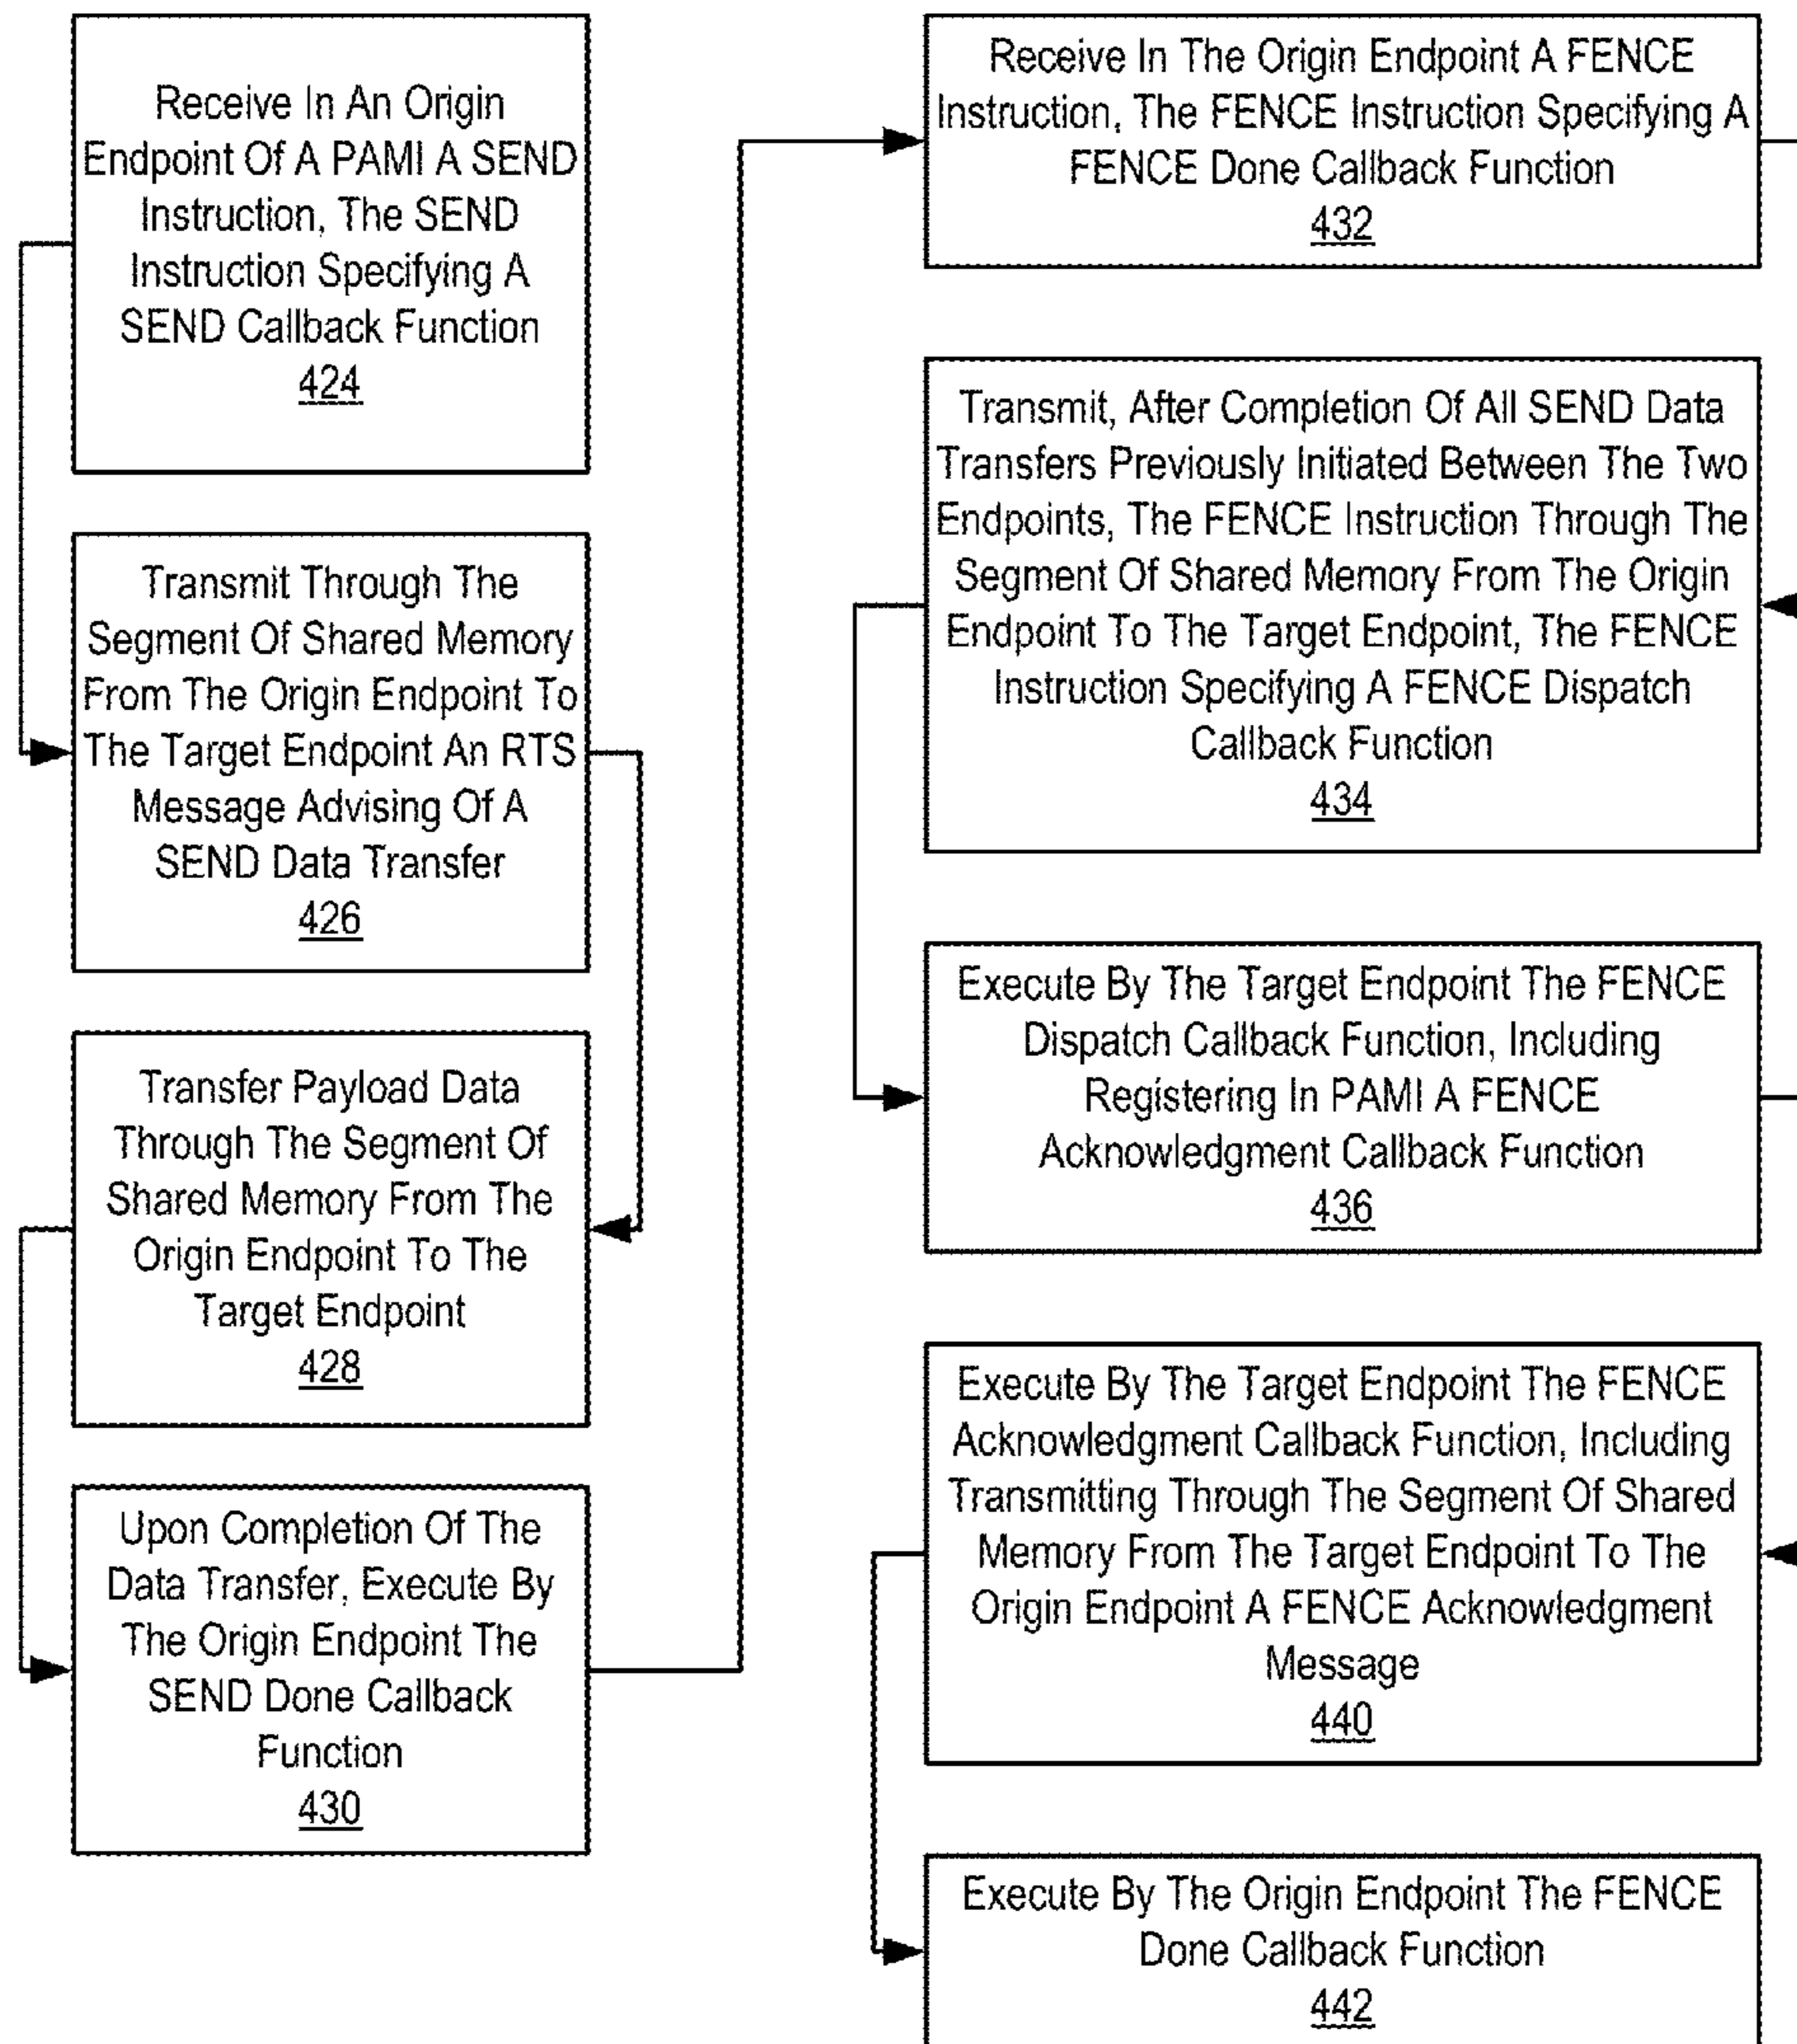 Receive In An Origin
Endpoint Of A PAMI A SEND
Instruction, The SEND
Instruction Specifying A
SEND Callback Function
424
Transmit Through The
Segment Of Shared Memory
From The Origin Endpoint To
The Target Endpoint An RTS
Message Advising Of A
SEND Data Transfer
426
Transfer Payload Data
Through The Segment Of
Shared Memory From The
Origin Endpoint To The
Target Endpoint
428
Upon Completion Of The
Data Transfer, Execute By
The Origin Endpoint The
SEND Done Callback
Function
430
Receive In The Origin Endpoint A FENCE
Instruction, The FENCE Instruction Specifying A
FENCE Done Callback Function
432
Transmit, After Completion Of All SEND Data
Transfers Previously Initiated Between The Two
Endpoints, The FENCE Instruction Through The
Segment Of Shared Memory From The Origin
Endpoint To The Target Endpoint, The FENCE
Instruction Specifying A FENCE Dispatch
Callback Function
434
Execute By The Target Endpoint The FENCE
Dispatch Callback Function, Including
Registering In PAMI A FENCE
Acknowledgment Callback Function
436
Execute By The Target Endpoint The FENCE
Acknowledgment Callback Function, Including
Transmitting Through The Segment Of Shared
Memory From The Target Endpoint To The
Origin Endpoint A FENCE Acknowledgment
Message
440
Execute By The Origin Endpoint The FENCE
Done Callback Function
442